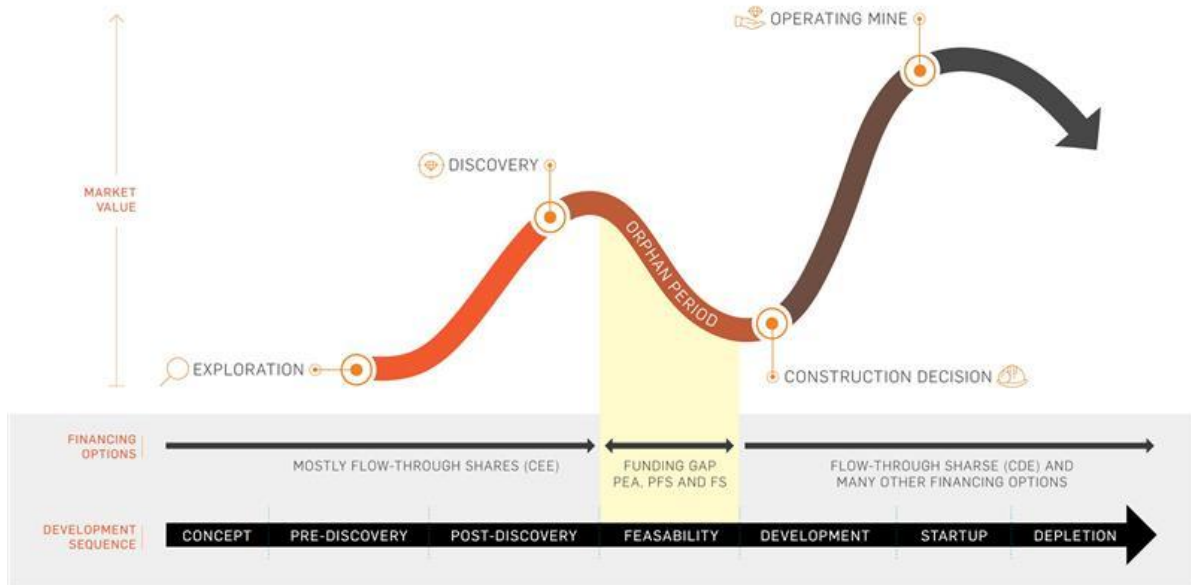 OPERATING MINE
DISCOVERY
MARKET
VALUE
ORPHAN PERIOD
EXPLORATION
CONSTRUCTION DECISION
FINANCING
OPTIONS
MOSTLY FLOW-THROUGH SHARES (CEE)
FUNDING GAP
PEA, PFS AND FS
FLOW-THROUGH SHARSE (CDE) AND
MANY OTHER FINANCING OPTIONS
DEVELOPMENT
SEQUENCE
CONCEPT
PRE-DISCOVERY
POST-DISCOVERY
FEASABILITY
DEVELOPMENT
STARTUP
DEPLETION